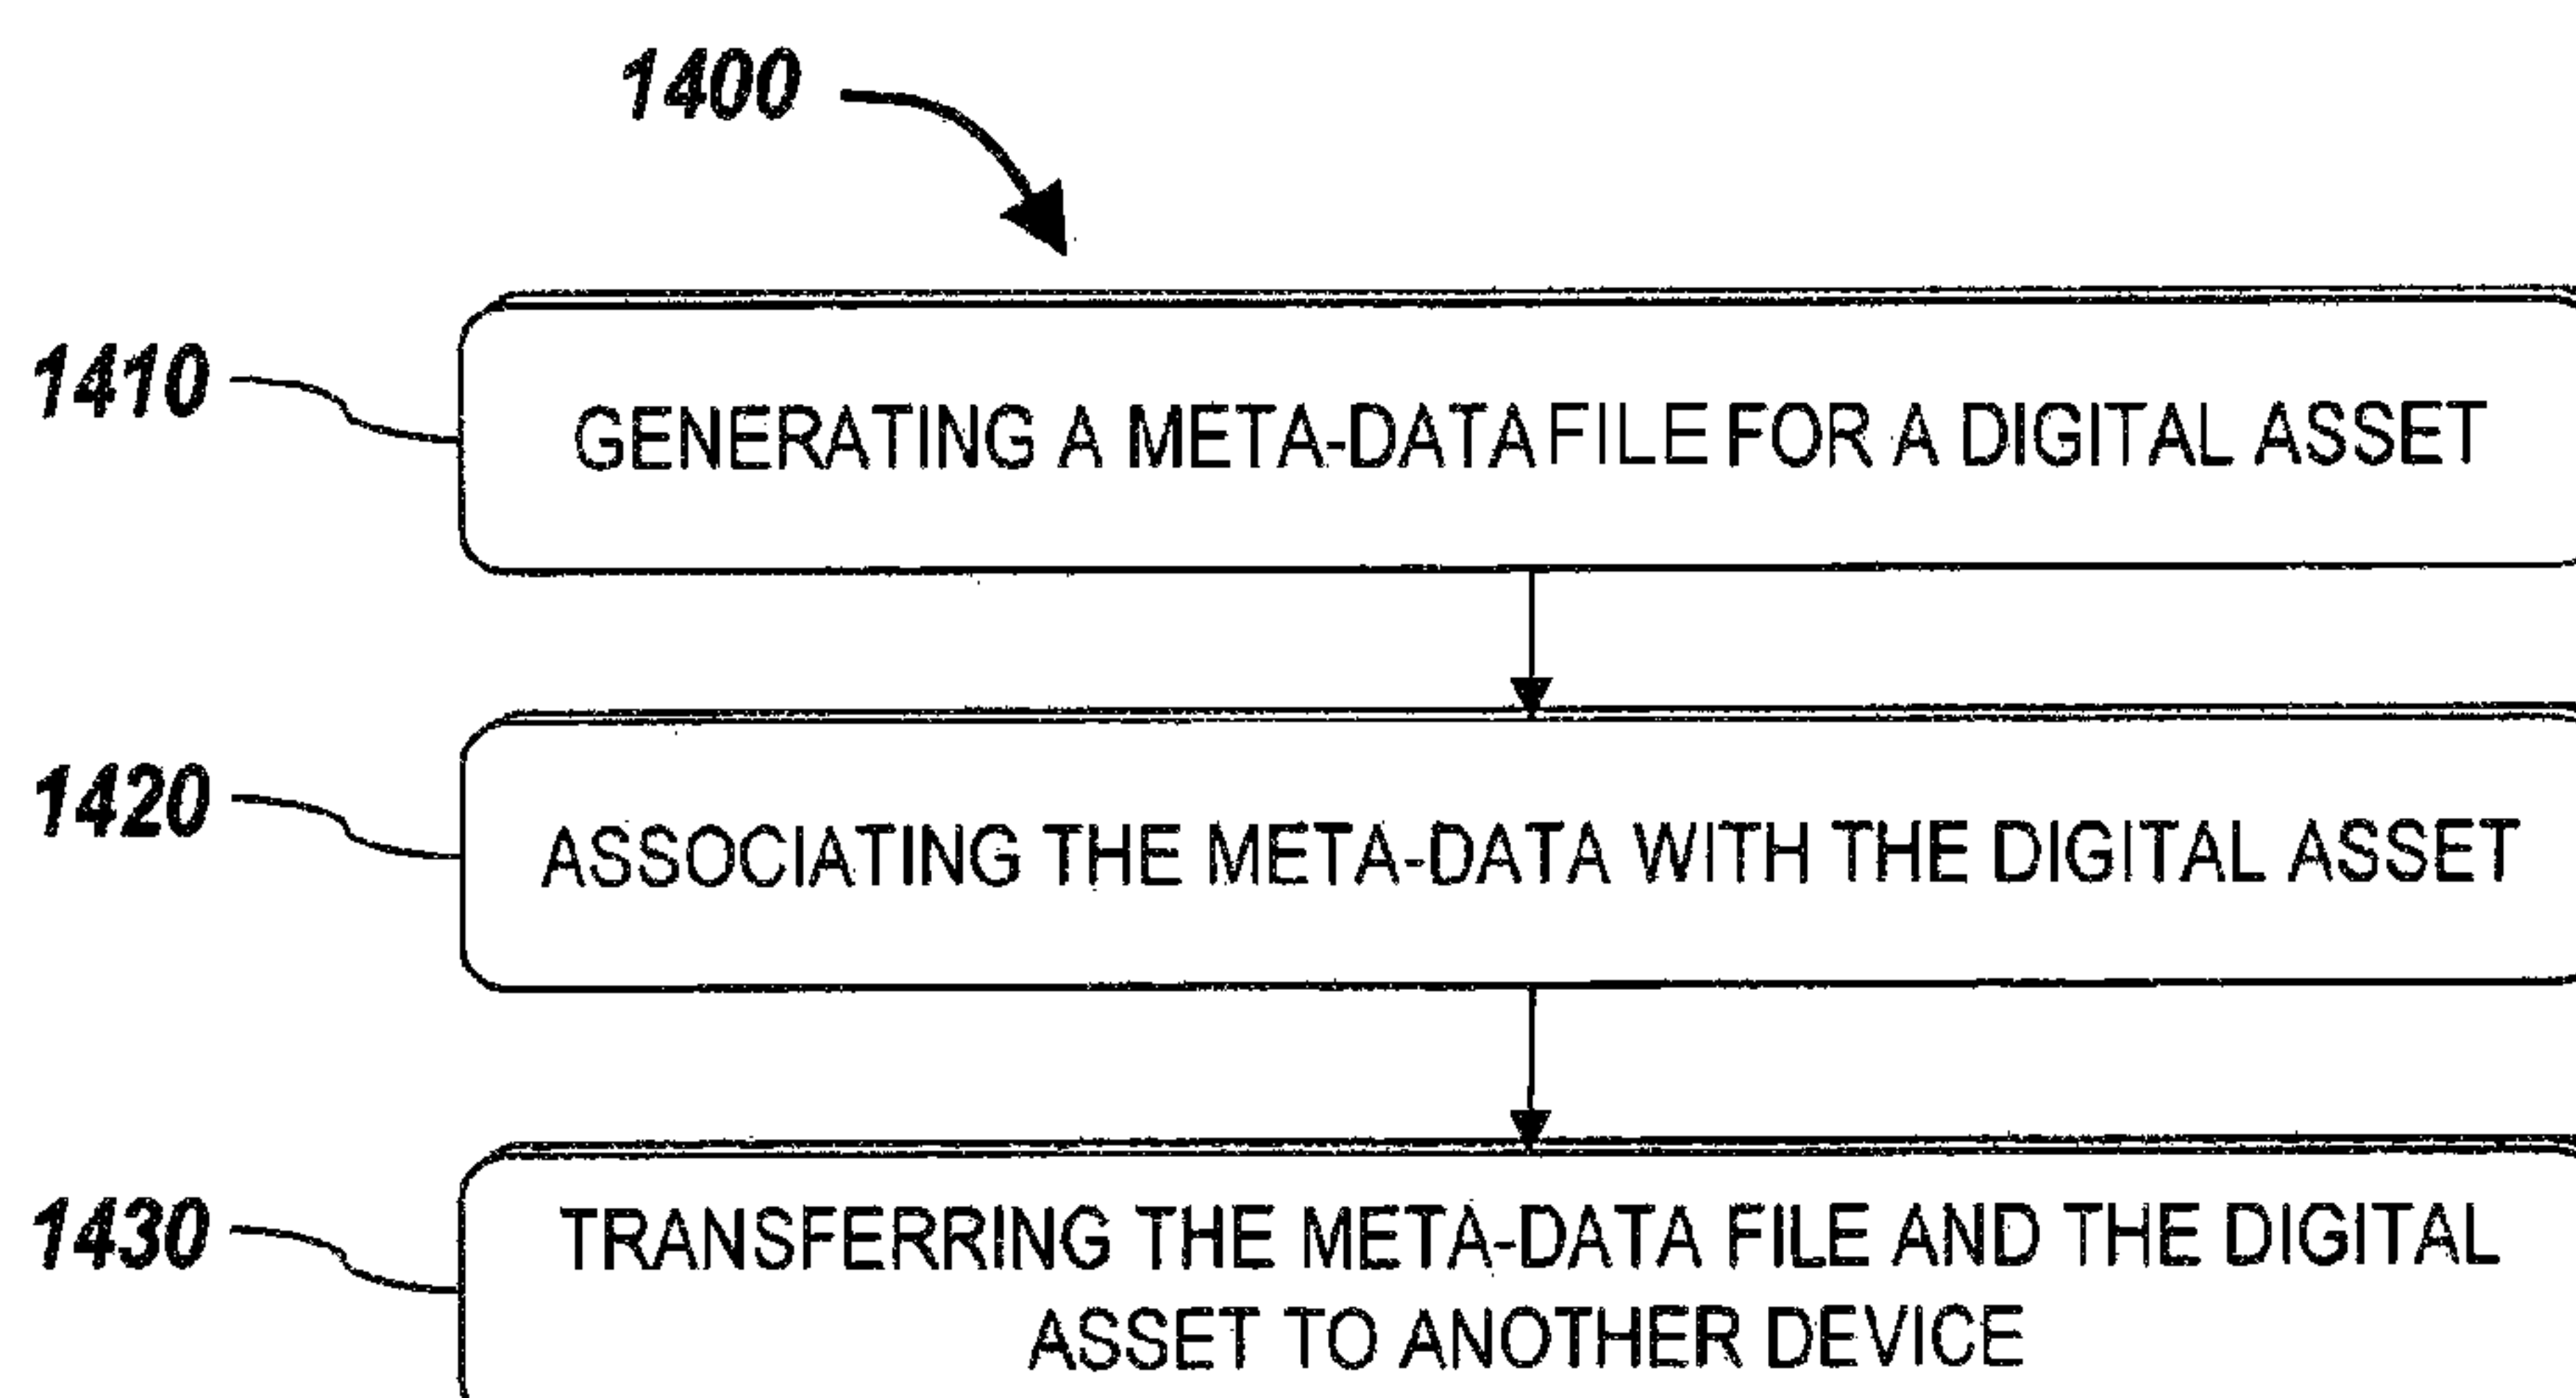 1400
1410
GENERATING A META-DATA FILE FOR A DIGITAL ASSET
1420
ASSOCIATING THE META-DATA WITH THE DIGITAL ASSET
1430
TRANSFERRING THE META-DATA FILE AND THE DIGITAL
ASSET TO ANOTHER DEVICE